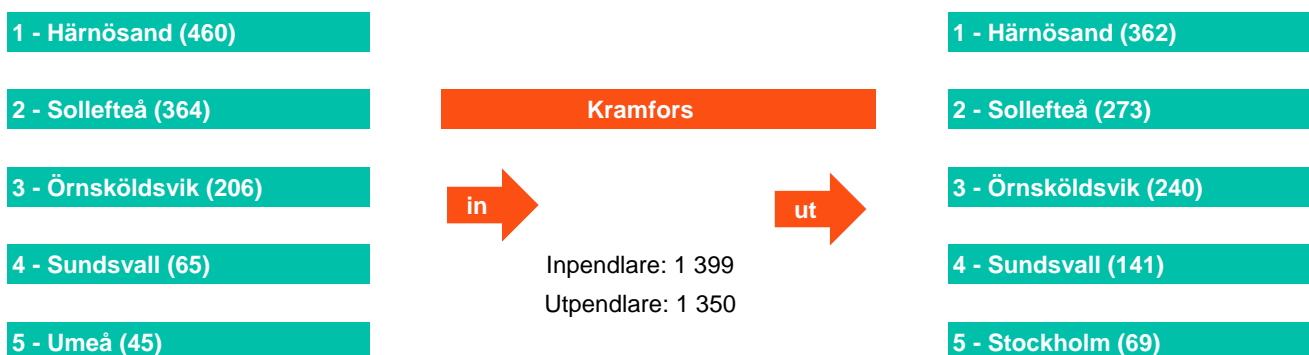 1 - Härnösand (460)
2 - Sollefteå (364)
3 - Örnsköldsvik (206)
4 - Sundsvall (65)
5 - Umeå (45)
Kramfors
in
ut
Inpendlare: 1 399
Utpendlare: 1 350
1 - Härnösand (362)
2 - Sollefteå (273)
3 - Örnsköldsvik (240)
4 - Sundsvall (141)
5 - Stockholm (69)